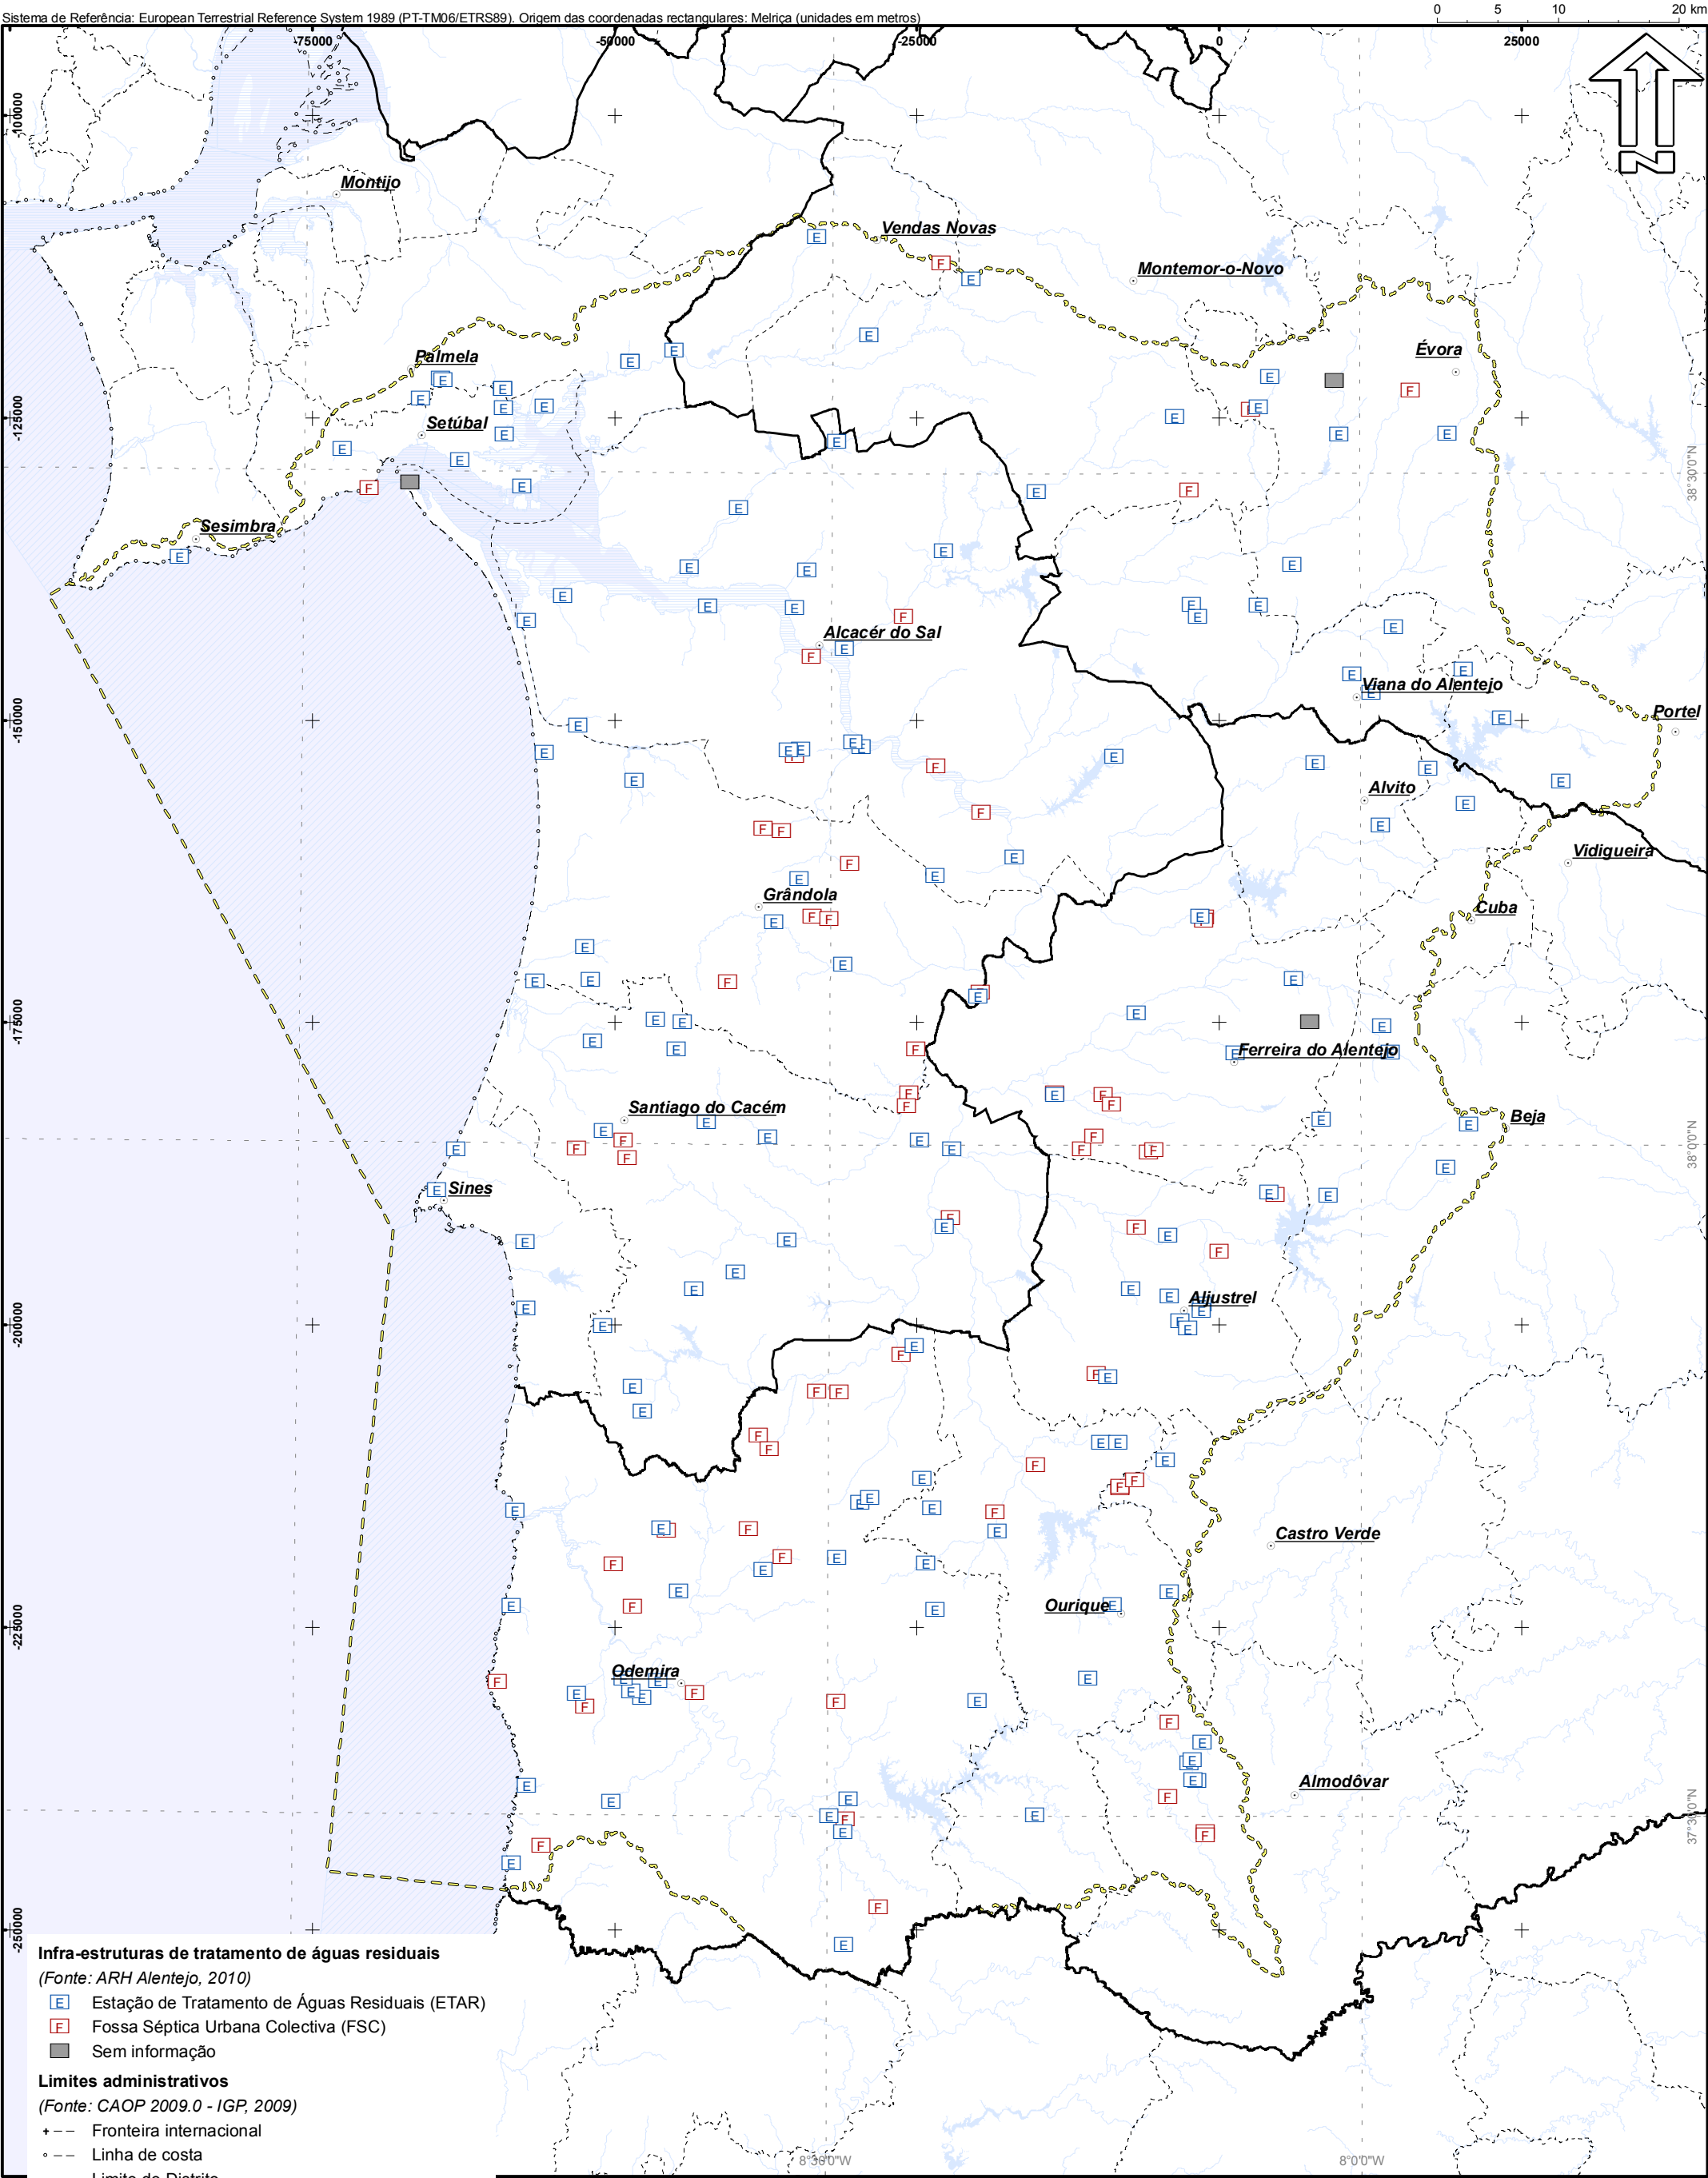 Sistema de Referência: European Terrestrial Reference System 1989 (PT-TM06/ETRS89). Origem das coordenadas rectangulares: Melriça (unidades em metros)
0 5 10 20 km
-75000 -50000 -25000 0 25000
-100000
Montijo
Vendas Novas
Montemor-o-Novo
N
Palmela
Évora
-125000
Setúbal
38°30'0"N
Sesimbra
Alcacér do Sal
Viana do Alentejo
-150000
Portel
Alvito
Vidigueira
Grândola
Cuba
-175000
Ferreira do Alentejo
Santiago do Cacém
Beja
38°0'0"N
Sines
Aljustrel
-200000
Castro Verde
Ourique
-225000
Odemira
Almodôvar
37°30'0"N
-250000
Infra-estruturas de tratamento de águas residuais
(Fonte: ARH Alentejo, 2010)
E Estação de Tratamento de Águas Residuais (ETAR)
F Fossa Séptica Urbana Colectiva (FSC)
Sem informação
Limites administrativos
(Fonte: CAOP 2009.0 - IGP, 2009)
Fronteira internacional
Linha de costa
Limite de Distrito
8°30'0"W 8°0'0"W